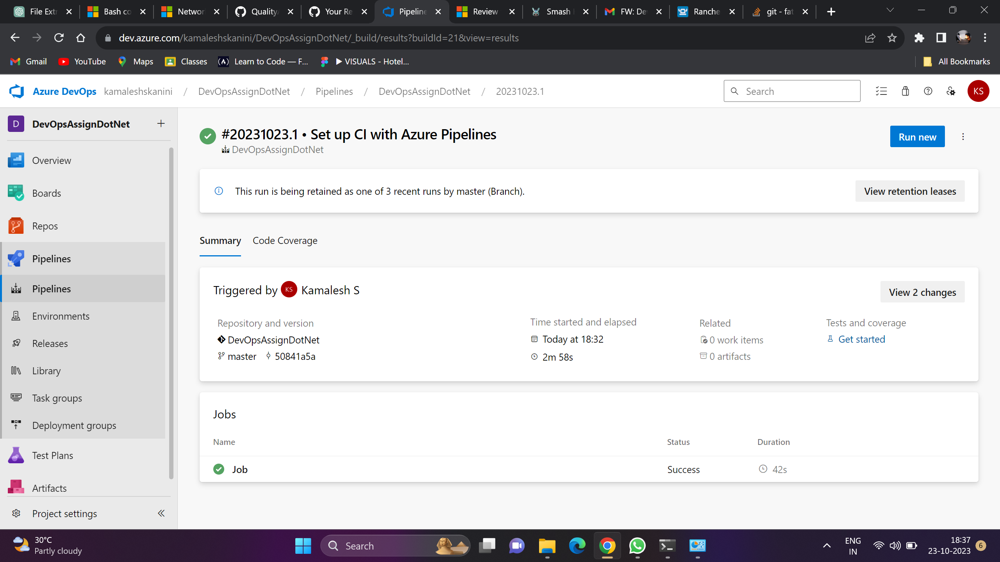 File Extr
Bash co
Networ
Quality
Your Re
Pipeline
Review
Smash
FW: De
Ranche
git - fat
dev.azure.com/kamaleshskanini/DevOpsAssignDotNet/_build/results?buildId=21&view=results
Gmail
YouTube
Maps
Classes
Learn to Code — F...
▶ VISUALS - Hotel...
All Bookmarks
Azure DevOps kamaleshskanini / DevOpsAssignDotNet / Pipelines / DevOpsAssignDotNet / 20231023.1
Search
KS
D DevOpsAssignDotNet
Overview
Boards
Repos
Pipelines
Pipelines
Environments
Releases
Library
Task groups
Deployment groups
Test Plans
Artifacts
Project settings
#20231023.1 • Set up CI with Azure Pipelines
DevOpsAssignDotNet
Run new
This run is being retained as one of 3 recent runs by master (Branch).
View retention leases
Summary Code Coverage
Triggered by KS Kamalesh S
View 2 changes
Repository and version
DevOpsAssignDotNet
master 50841a5a
Time started and elapsed
Today at 18:32
2m 58s
Related
0 work items
0 artifacts
Tests and coverage
Get started
Jobs
Name Status Duration
Job Success 42s
30°C
Partly cloudy
Search
ENG
IN
18:37
23-10-2023
6